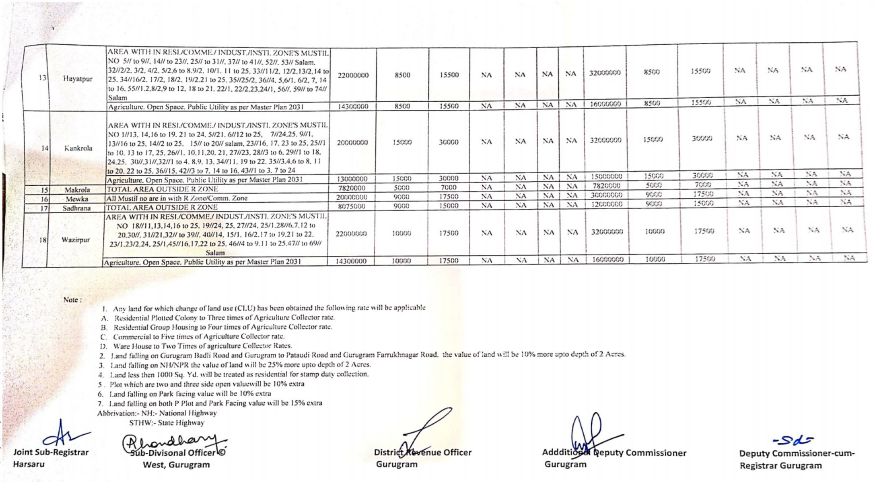 AREA WITH IN RESI./COMME./ INDUST./INSTI. ZONE'S MUSTIL
NO 5// to 9//, 14// to 23//, 25// to 31//, 37// to 41//, 52//, 53// Salam.
32//2/2, 3/2, 4/2, 5/2,6 to 8,9/2, 10/1, 11 to 25, 33//11/2, 12/2,13/2,14 to
13 Hayatpur 25, 34//16/2, 17/2, 18/2, 19/2,21 to 25, 35//25/2, 36//4, 5,6/1, 6/2, 7, 14 22000000 8500 15500 NA NA NA NA 32000000 8500 15500 NA NA NA NA
to 16, 55//1,2,8/2,9 to 12, 18 to 21, 22/1, 22/2,23,24/1, 56//, 59// to 74//
Salam
Agriculture, Open Space, Public Utility as per Master Plan 2031 14300000 8500 15500 NA NA NA NA 16000000 8500 15500 NA NA NA NA
AREA WITH IN RESI./COMME./ INDUST./INSTI. ZONE'S MUSTIL
NO 1//13, 14,16 to 19, 21 to 24, 5//21, 6//12 to 25, 7//24,25, 9//1,
14 Kankrola 13//16 to 25, 14//2 to 25, 15// to 20// salam, 23//16, 17, 23 to 25, 25//1 20000000 15000 30000 NA NA NA NA 32000000 15000 30000 NA NA NA NA
to 10, 13 to 17, 25, 26//1, 10,11,20, 21, 27//23, 28//3 to 6, 29//1 to 18,
24,25, 30//,31//,32//1 to 4, 8,9, 13, 34//11, 19 to 22, 35//3,4,6 to 8, 11
to 20, 22 to 25, 36//15, 42//3 to 7, 14 to 16, 43//1 to 3, 7 to 24
Agriculture, Open Space, Public Utility as per Master Plan 2031 13000000 15000 30000 NA NA NA NA 15000000 15000 30000 NA NA NA NA
15 Makrola TOTAL AREA OUTSIDE R ZONE 7820000 5000 7000 NA NA NA NA 7820000 5000 7000 NA NA NA NA
16 Mewka All Mustil no are in with R Zone/Comm. Zone 20000000 9000 17500 NA NA NA NA 30000000 9000 17500 NA NA NA NA
17 Sadhrana TOTAL AREA OUTSIDE R ZONE 8075000 9000 15000 NA NA NA NA 12000000 9000 15000 NA NA NA NA
AREA WITH IN RESI./COMME./ INDUST./INSTI. ZONE'S MUSTIL
NO 18//11,13,14,16 to 25, 19//24, 25, 27//24, 25/1,28//6,7,12 to
18 Wazirpur 20,30//, 31//21,32// to 39//, 40//14, 15/1, 16/2,17 to 19,21 to 22, 22000000 10000 17500 NA NA NA NA 32000000 10000 17500 NA NA NA NA
23/1,23/2,24, 25/1,45//16,17,22 to 25, 46//4 to 9,11 to 25,47// to 69//
Salam
Agriculture, Open Space, Public Utility as per Master Plan 2031 14300000 10000 17500 NA NA NA NA 16000000 10000 17500 NA NA NA NA
Note :
1. Any land for which change of land use (CLU) has been obtained the following rate will be applicable
A. Residential Plotted Colony to Three times of Agriculture Collector rate.
B. Residential Group Housing to Four times of Agriculture Collector rate.
C. Commercial to Five times of Agriculture Collector rate.
D. Ware House to Two Times of agriculture Collector Rates.
2. Land falling on Gurugram Badli Road and Gurugram to Pataudi Road and Gurugram Farrukhnagar Road, the value of land will be 10% more upto depth of 2 Acres.
3. Land falling on NH/NPR the value of land will be 25% more upto depth of 2 Acres.
4. Land less then 1000 Sq. Yd. will be treated as residential for stamp duty collection.
5. Plot which are two and three side open valuewill be 10% extra
6. Land falling on Park facing value will be 10% extra
7. Land falling on both P Plot and Park Facing value will be 15% extra
Abbrivation:- NH:- National Highway
STHW:- State Highway
-Sd-
Joint Sub-Registrar Sub-Divisonal Officer© District Revenue Officer Addditional Deputy Commissioner Deputy Commissioner-cum-
Harsaru West, Gurugram Gurugram Gurugram Registrar Gurugram